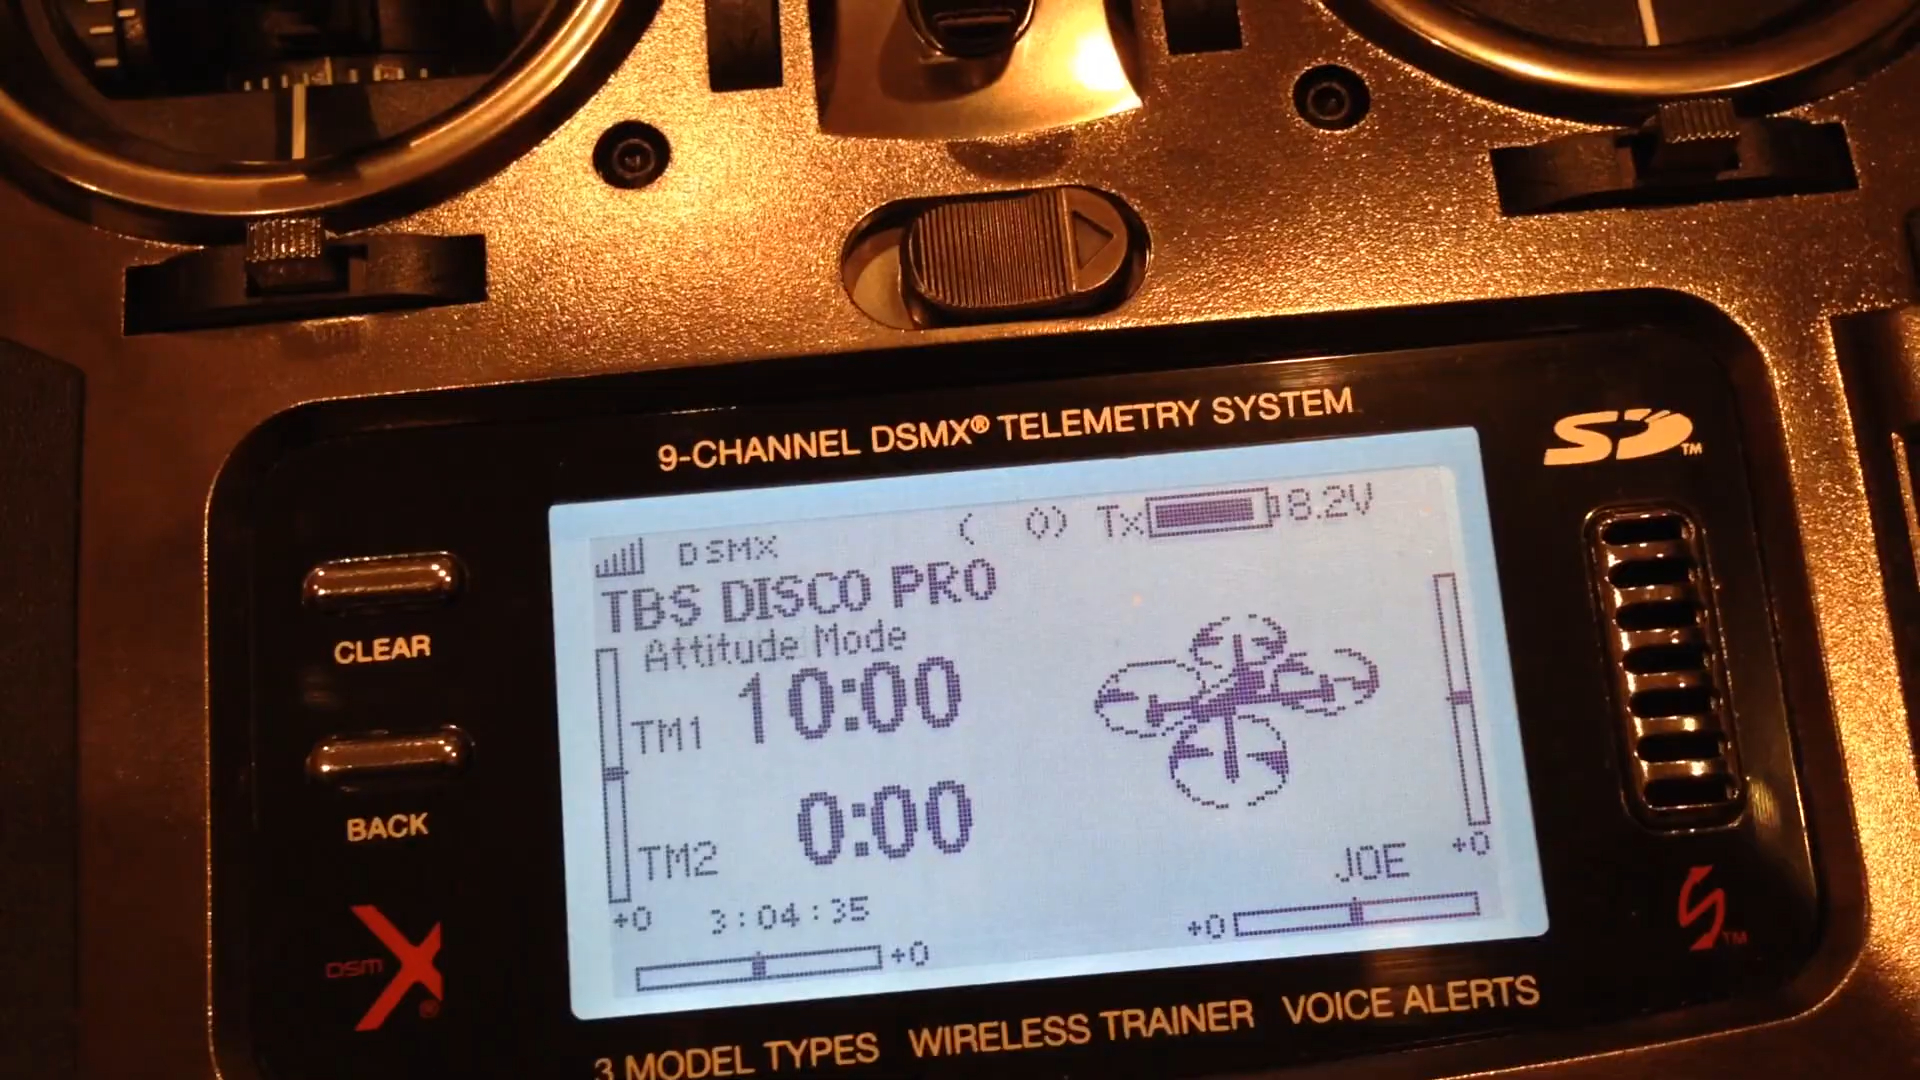 9-CHANNEL DSMX® TELEMETRY SYSTEM
SD™
DSMX
Tx 8.2V
TBS DISCO PRO
Attitude Mode
TM1 10:00
TM2 0:00
JOE
+0
+0
3:04:35
+0
+0
CLEAR
BACK
DSM X®
™
3 MODEL TYPES WIRELESS TRAINER VOICE ALERTS